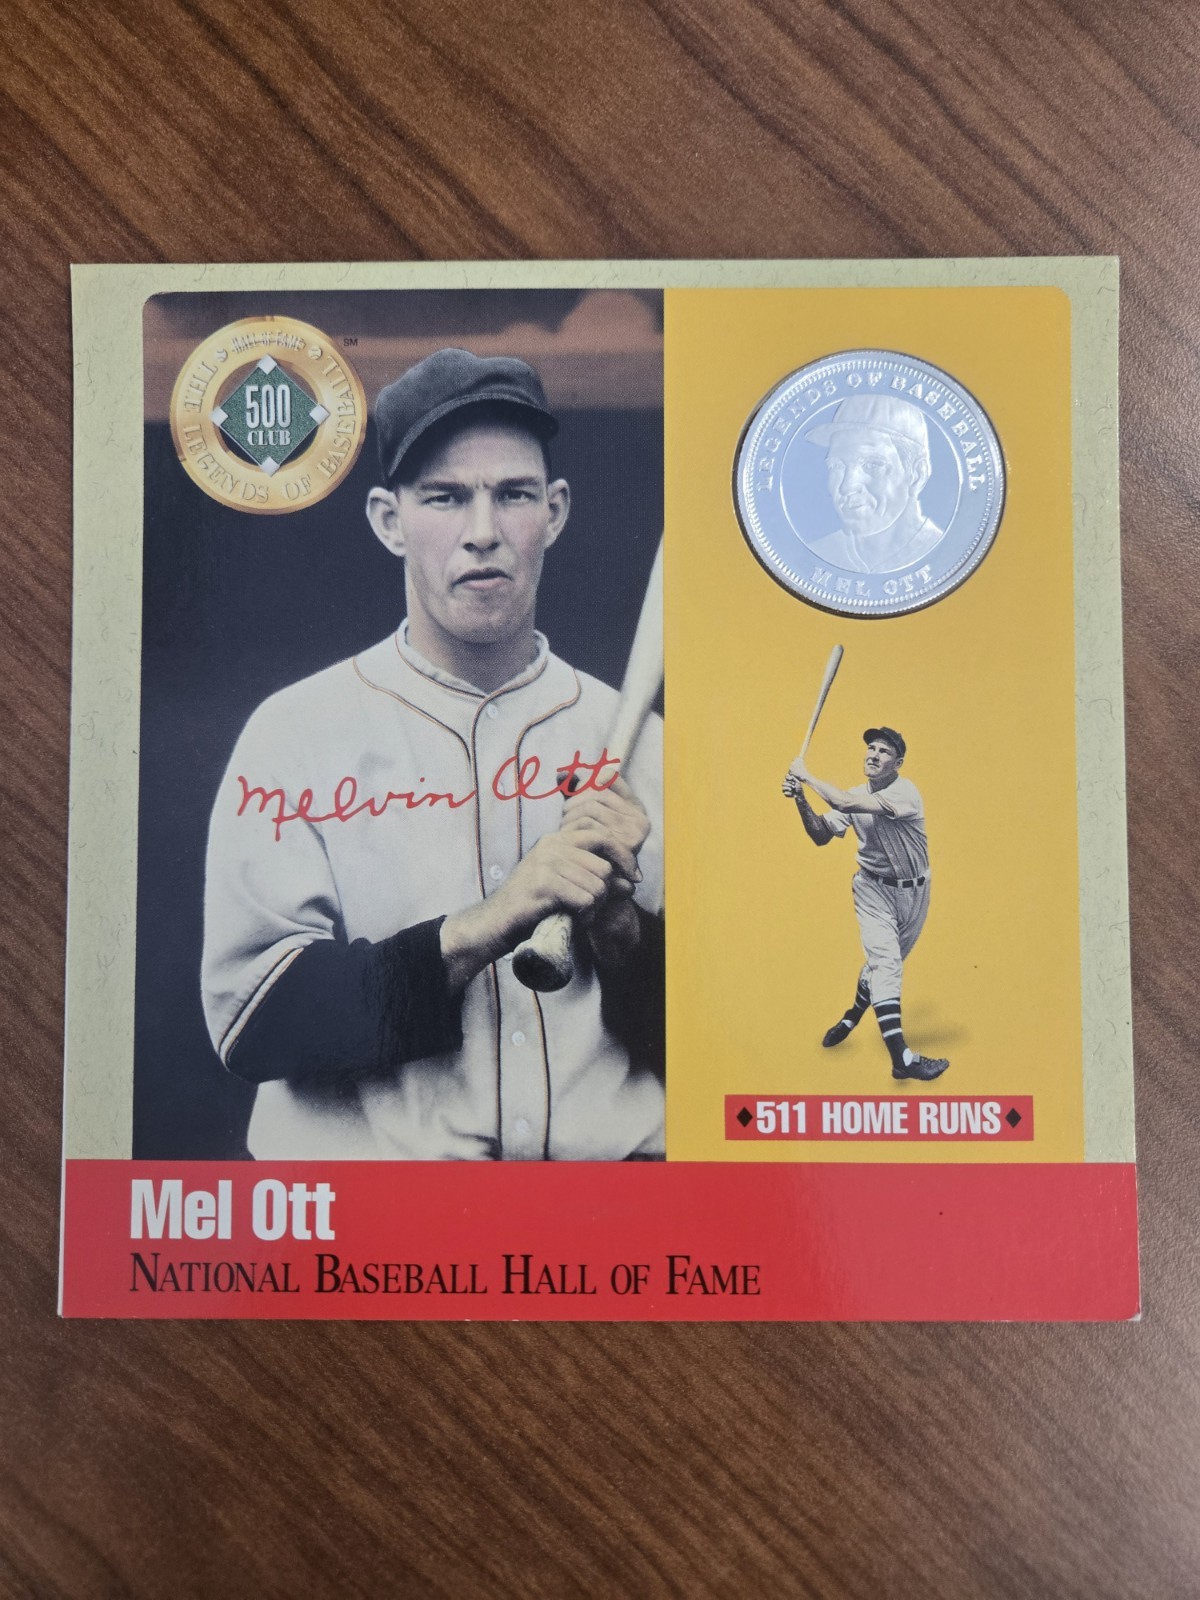 HALL OF FAME
THE LEGENDS OF BASEBALL
SM
500
CLUB
LEGENDS OF BASEBALL
MEL OTT
Melvin Ott
♦511 HOME RUNS♦
Mel Ott
NATIONAL BASEBALL HALL OF FAME